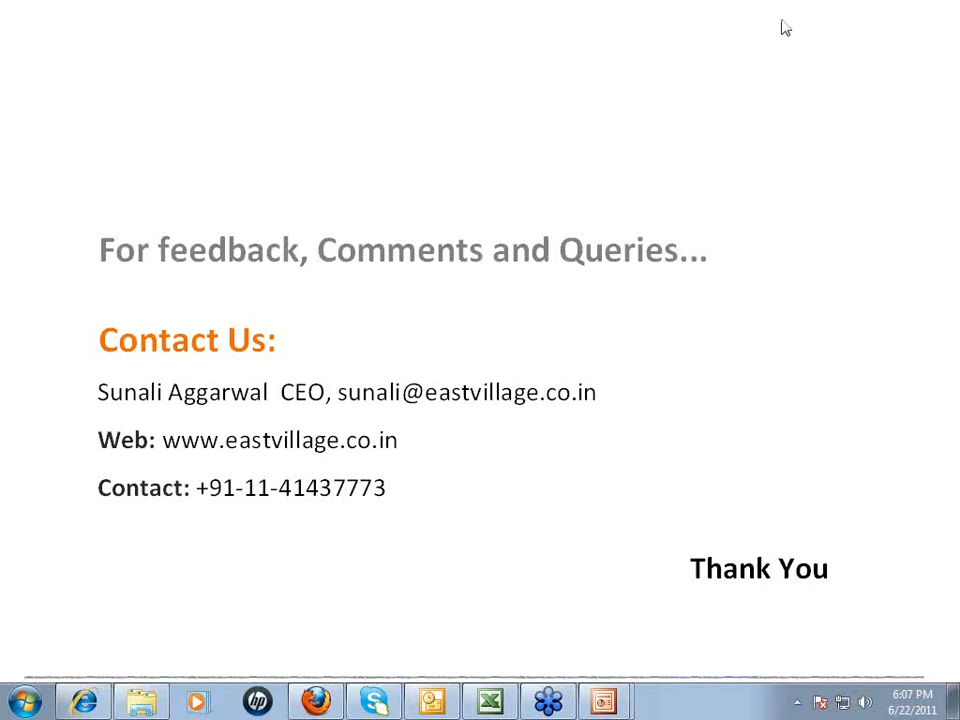 For feedback, Comments and Queries...
Contact Us:
Sunali Aggarwal  CEO, sunali@eastvillage.co.in
Web: www.eastvillage.co.in
Contact: +91-11-41437773
Thank You
hp
6:07 PM
6/22/2011